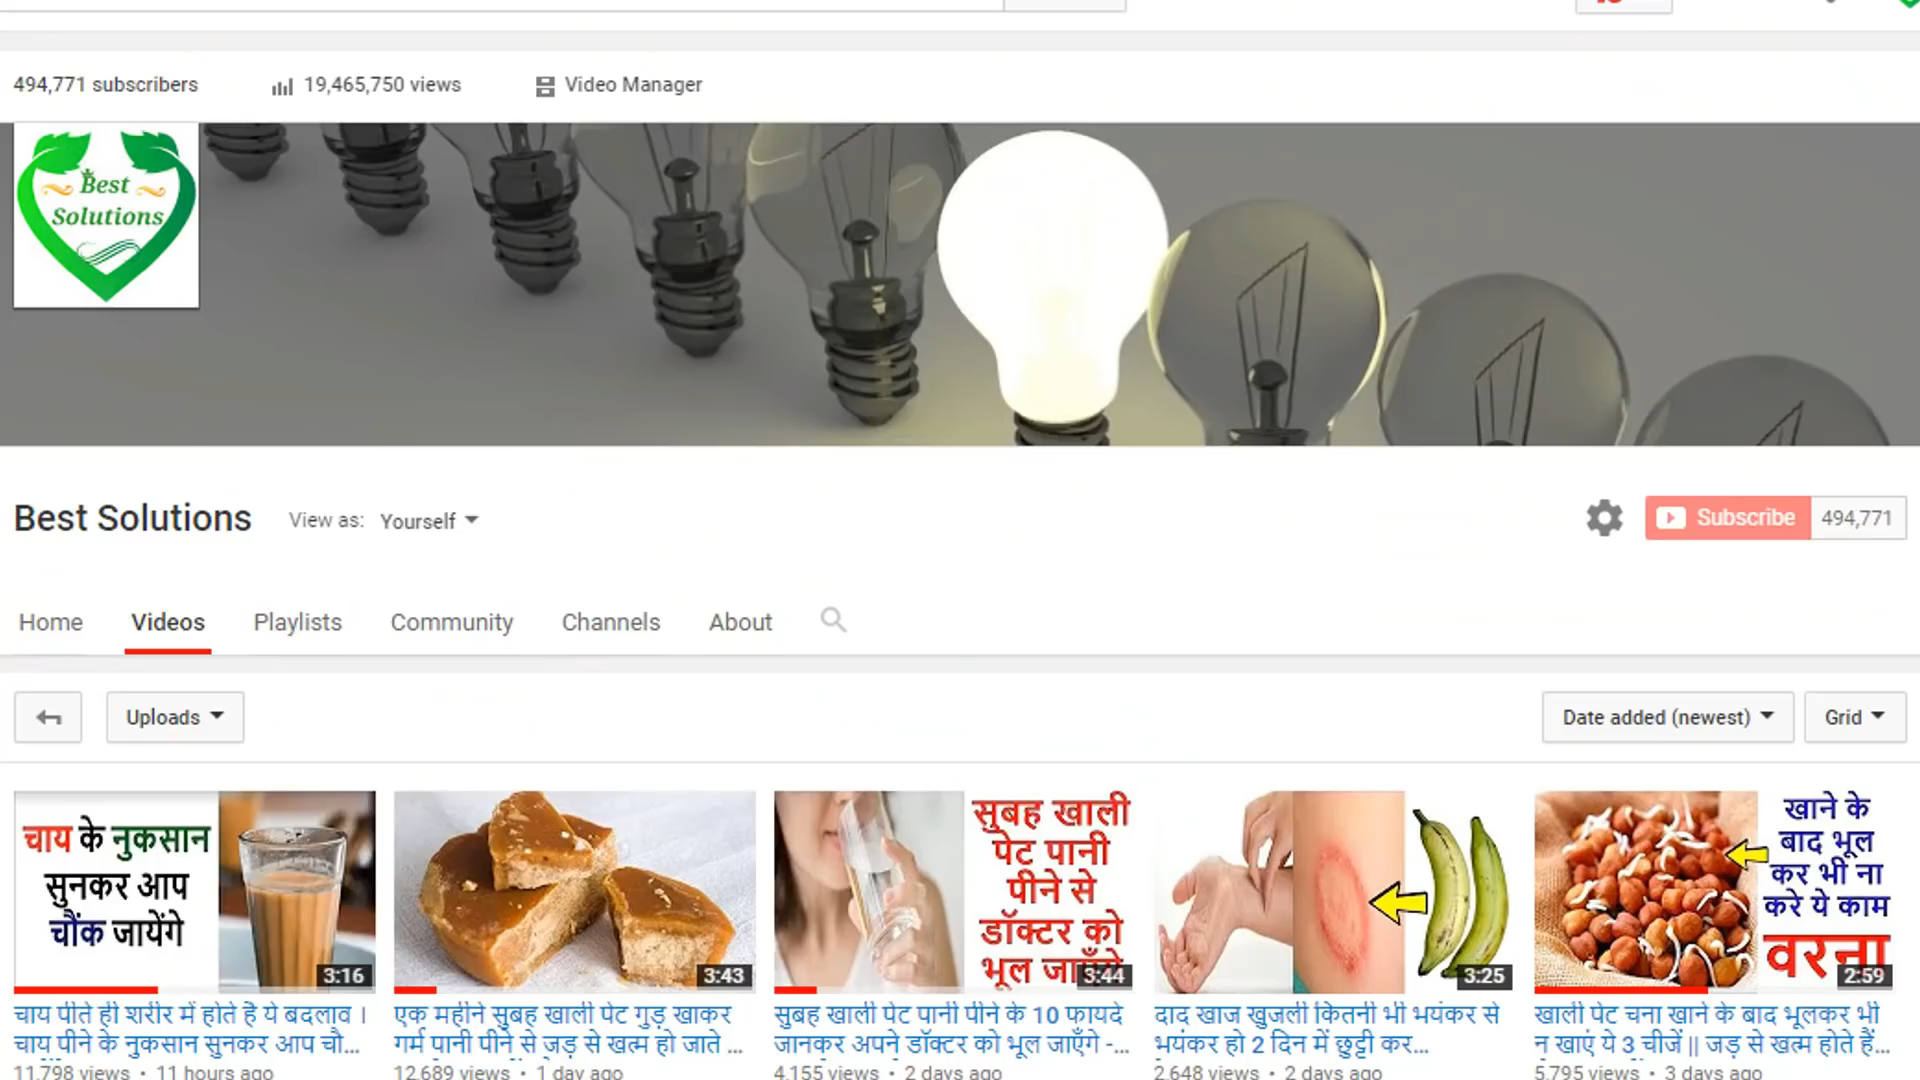 494,771 subscribers
19,465,750 views
Video Manager
Best
Solutions
Best Solutions
View as: Yourself
Subscribe 494,771
Home
Videos
Playlists
Community
Channels
About
Uploads
Date added (newest)
Grid
चाय के नुकसान
सुनकर आप
चौंक जायेंगे
3:16
चाय पीते ही शरीर में होते है ये बदलाव ।
चाय पीने के नुकसान सुनकर आप चौ...
11,798 views • 11 hours ago
3:43
एक महीने सुबह खाली पेट गुड़ खाकर
गर्म पानी पीने से जड़ से खत्म हो जाते ...
12,689 views • 1 day ago
सुबह खाली
पेट पानी
पीने से
डॉक्टर को
भूल जाएँगे
3:44
सुबह खाली पेट पानी पीने के 10 फायदे
जानकर अपने डॉक्टर को भूल जाएँगे -...
4,155 views • 2 days ago
3:25
दाद खाज खुजली कितनी भी भयंकर से
भयंकर हो 2 दिन में छुट्टी कर...
2,648 views • 2 days ago
खाने के
बाद भूल
कर भी ना
करे ये काम
वरना
2:59
खाली पेट चना खाने के बाद भूलकर भी
न खाएं ये 3 चीजें || जड़ से खत्म होते हैं...
5,795 views • 3 days ago